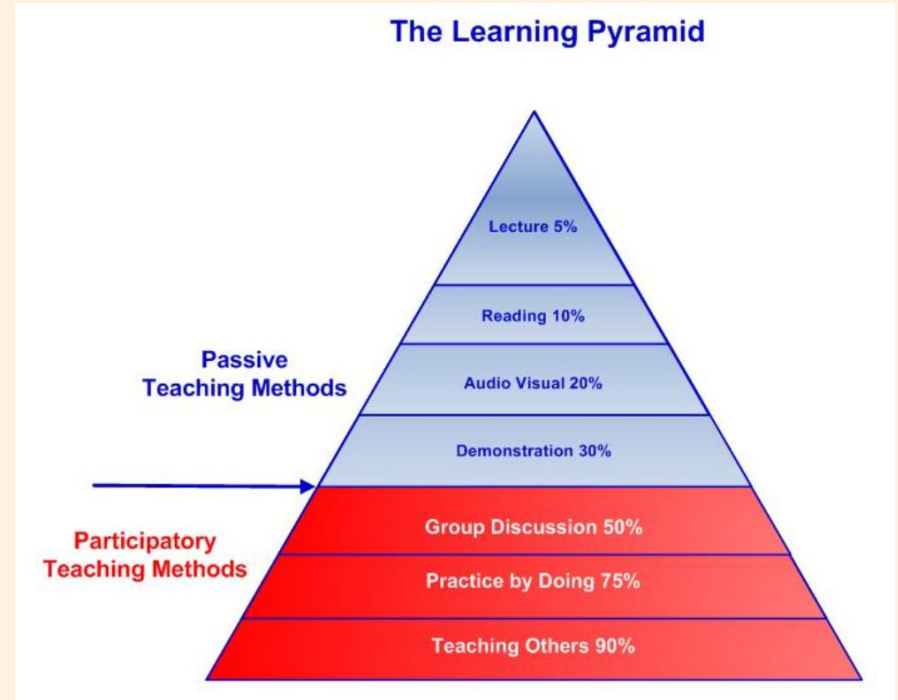 The Learning Pyramid
Lecture 5%
Reading 10%
Passive
Teaching Methods
Audio Visual 20%
Demonstration 30%
Participatory
Teaching Methods
Group Discussion 50%
Practice by Doing 75%
Teaching Others 90%